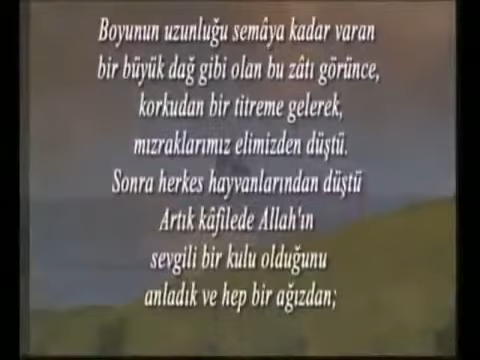 Boyunun uzunluğu semâya kadar varan
bir büyük dağ gibi olan bu zâtı görünce,
korkudan bir titreme gelerek,
mızraklarımız elimizden düştü.
Sonra herkes hayvanlarından düştü
Artık kâfilede Allah'ın
sevgili bir kulu olduğunu
anladık ve hep bir ağızdan;